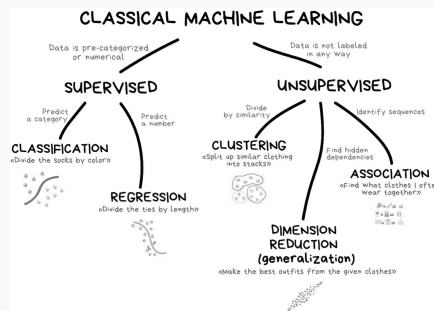 CLASSICAL MACHINE LEARNING
Data is pre-categorized
or numerical
Data is not labeled
in any way
SUPERVISED
UNSUPERVISED
Predict
a category
Predict
a number
Divide
by similarity
Identify sequences
CLASSIFICATION
«Divide the socks by color»
CLUSTERING
«Split up similar clothing
into stacks»
Find hidden
dependencies
ASSOCIATION
«Find what clothes I ofte
wear together»
REGRESSION
«Divide the ties by length»
DIMENSION
REDUCTION
(generalization)
«Make the best outfits from the given clothes»